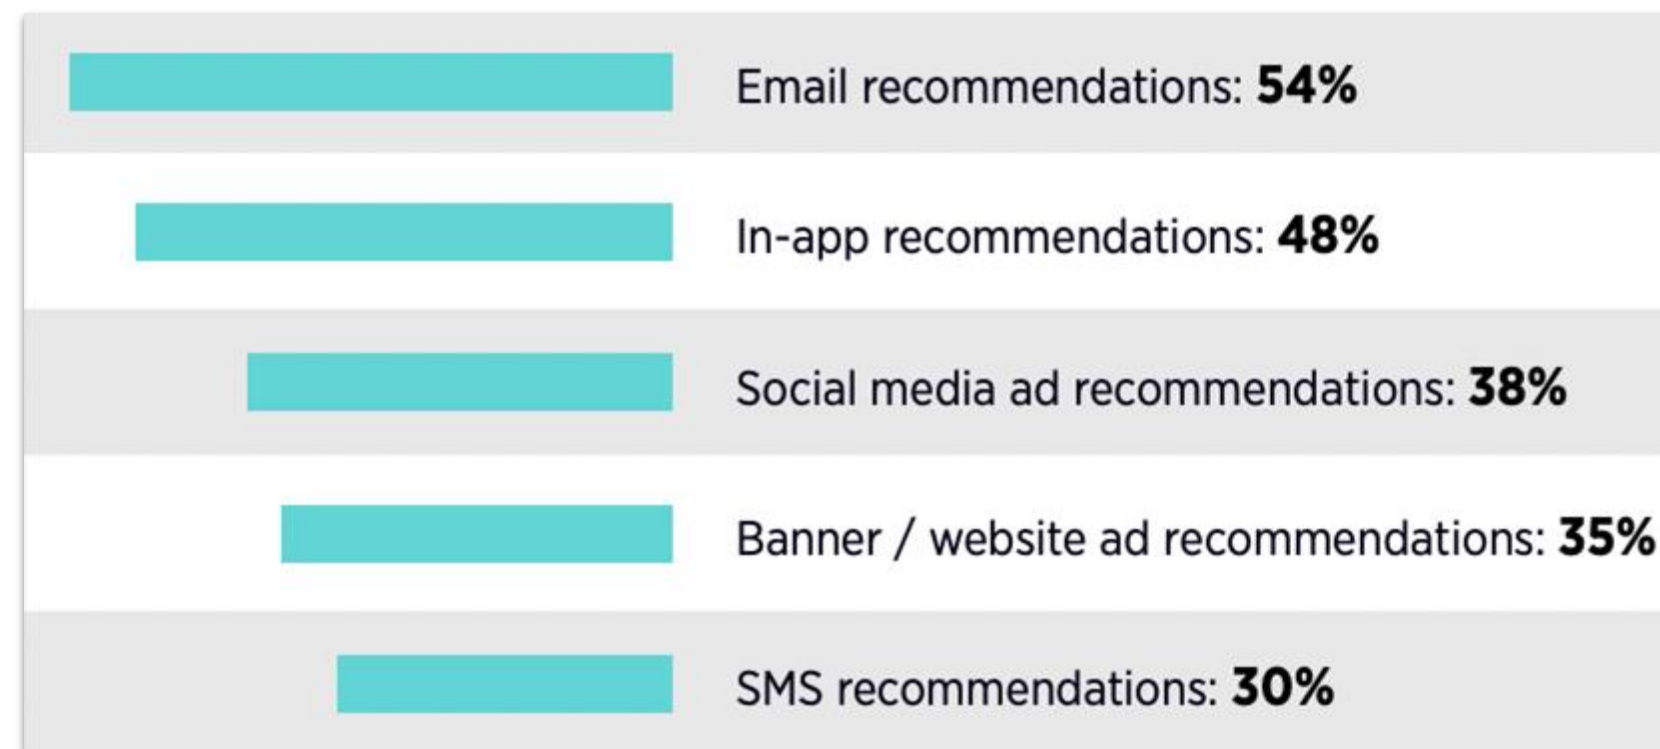 Email recommendations: 54%
In-app recommendations: 48%
Social media ad recommendations: 38%
Banner / website ad recommendations: 35%
SMS recommendations: 30%